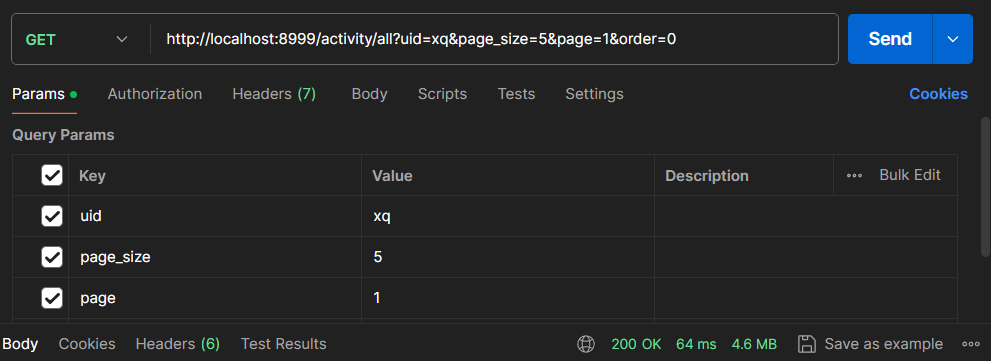 GET http://localhost:8999/activity/all?uid=xq&page_size=5&page=1&order=0 Send
Params Authorization Headers (7) Body Scripts Tests Settings Cookies
Query Params
Key Value Description Bulk Edit
uid xq
page_size 5
page 1
Body Cookies Headers (6) Test Results 200 OK 64 ms 4.6 MB Save as example